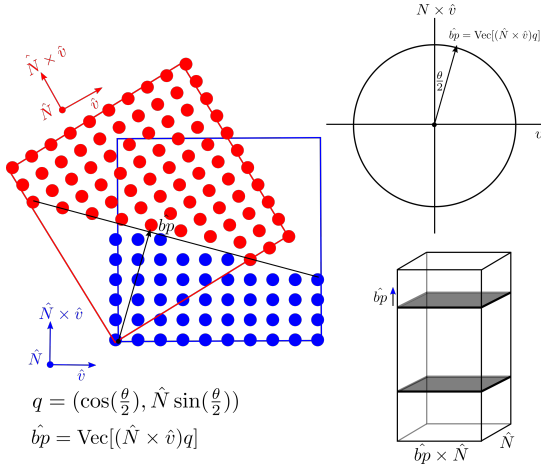 N̂ × v̂
b̂p = Vec[(N̂ × v̂)q]
θ/2
v
N̂ × v̂
v̂
N̂
bp
b̂p
N̂ × v̂
N̂
v̂
q = (cos(θ/2), N̂ sin(θ/2))
b̂p = Vec[(N̂ × v̂)q]
N̂
b̂p × N̂